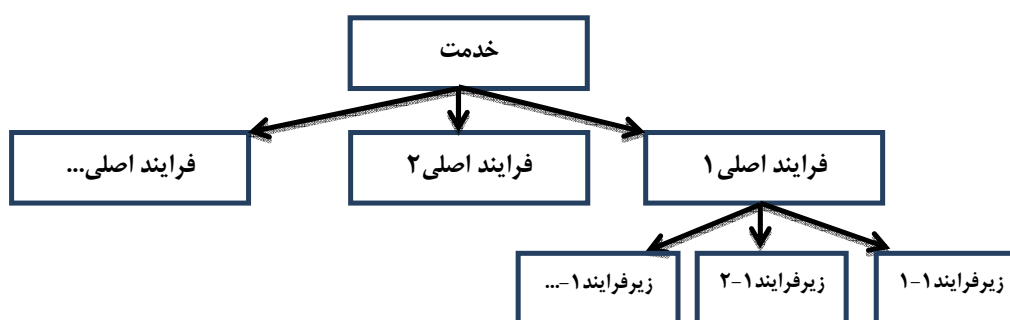 خدمت
فرایند اصلی۱
فرایند اصلی۲
فرایند اصلی...
زیرفرایند۱-۱
زیرفرایند۱-۲
زیرفرایند۱-...